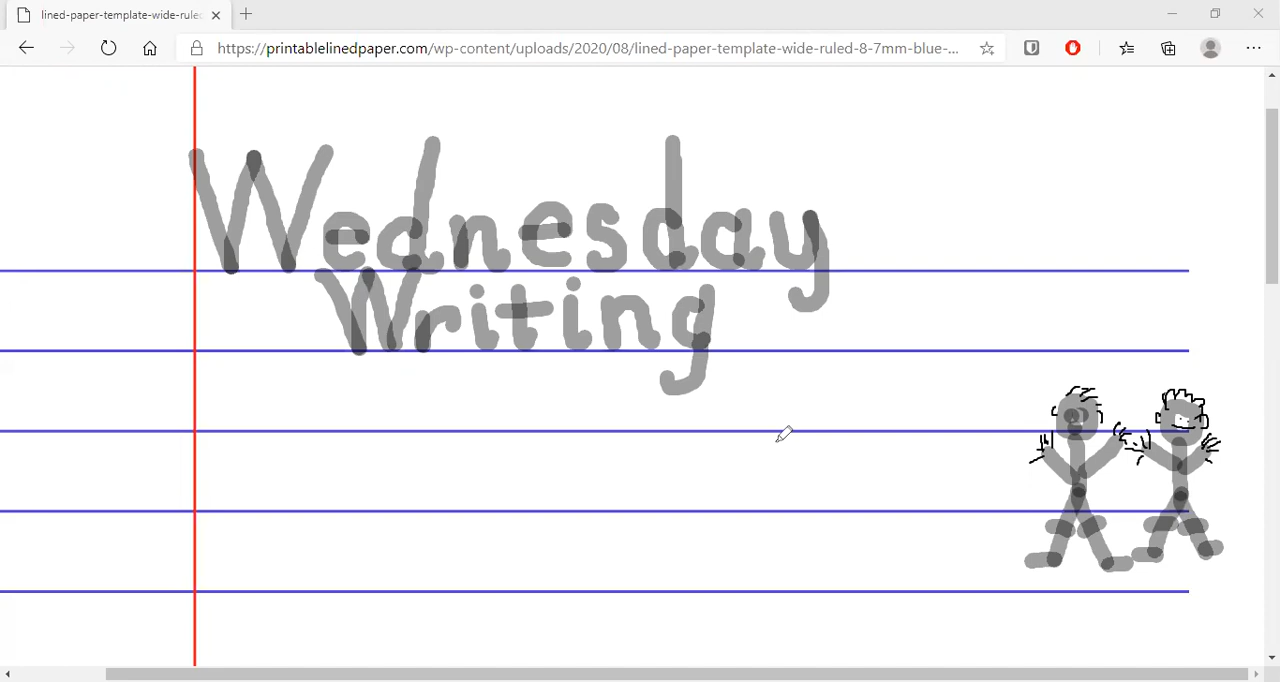 lined-paper-template-wide-rule
https://printablelinedpaper.com/wp-content/uploads/2020/08/lined-paper-template-wide-ruled-8-7mm-blue-...
Wednesday
Writing